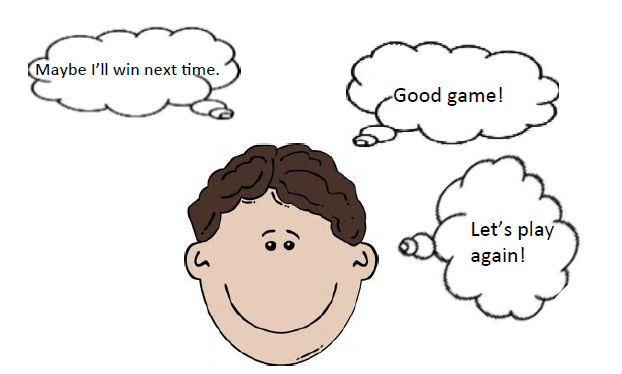 Maybe I’ll win next time.
Good game!
Let’s play
again!